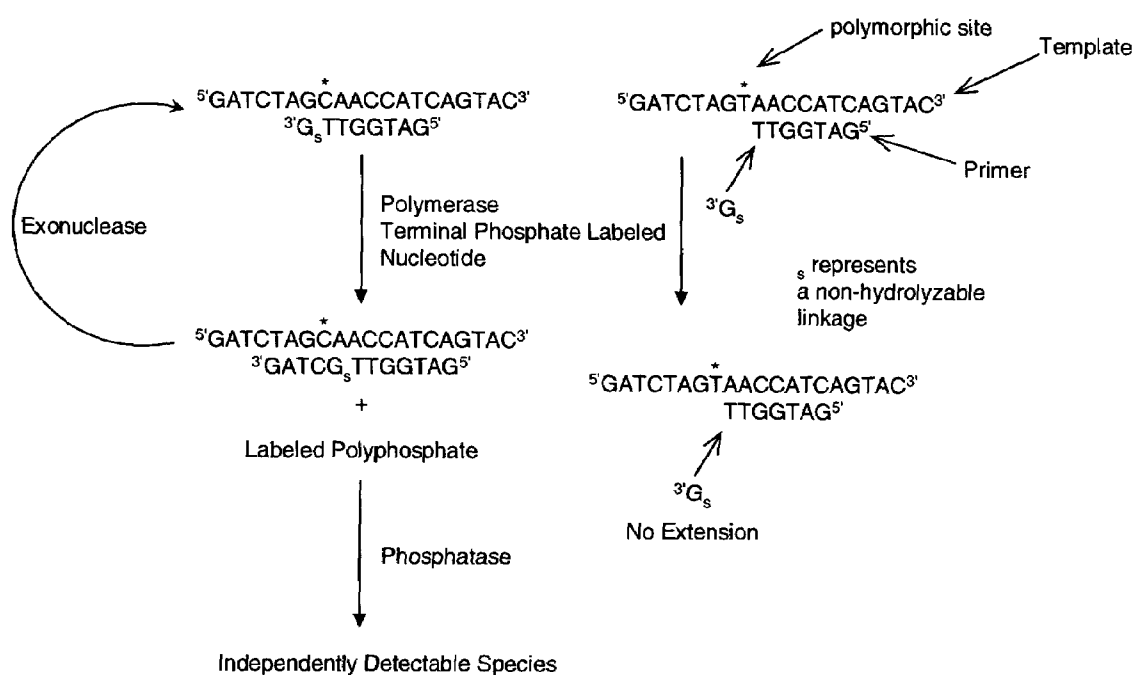 polymorphic site
Template
*
5'GATCTAGCAACCATCAGTAC3'
3'GsTTGGTAG5'
*
5'GATCTAGTAACCATCAGTAC3'
TTGGTAG5'
Primer
3'Gs
Exonuclease
Polymerase
Terminal Phosphate Labeled
Nucleotide
s represents
a non-hydrolyzable
linkage
*
5'GATCTAGCAACCATCAGTAC3'
3'GATCGsTTGGTAG5'
+
Labeled Polyphosphate
*
5'GATCTAGTAACCATCAGTAC3'
TTGGTAG5'
3'Gs
No Extension
Phosphatase
Independently Detectable Species